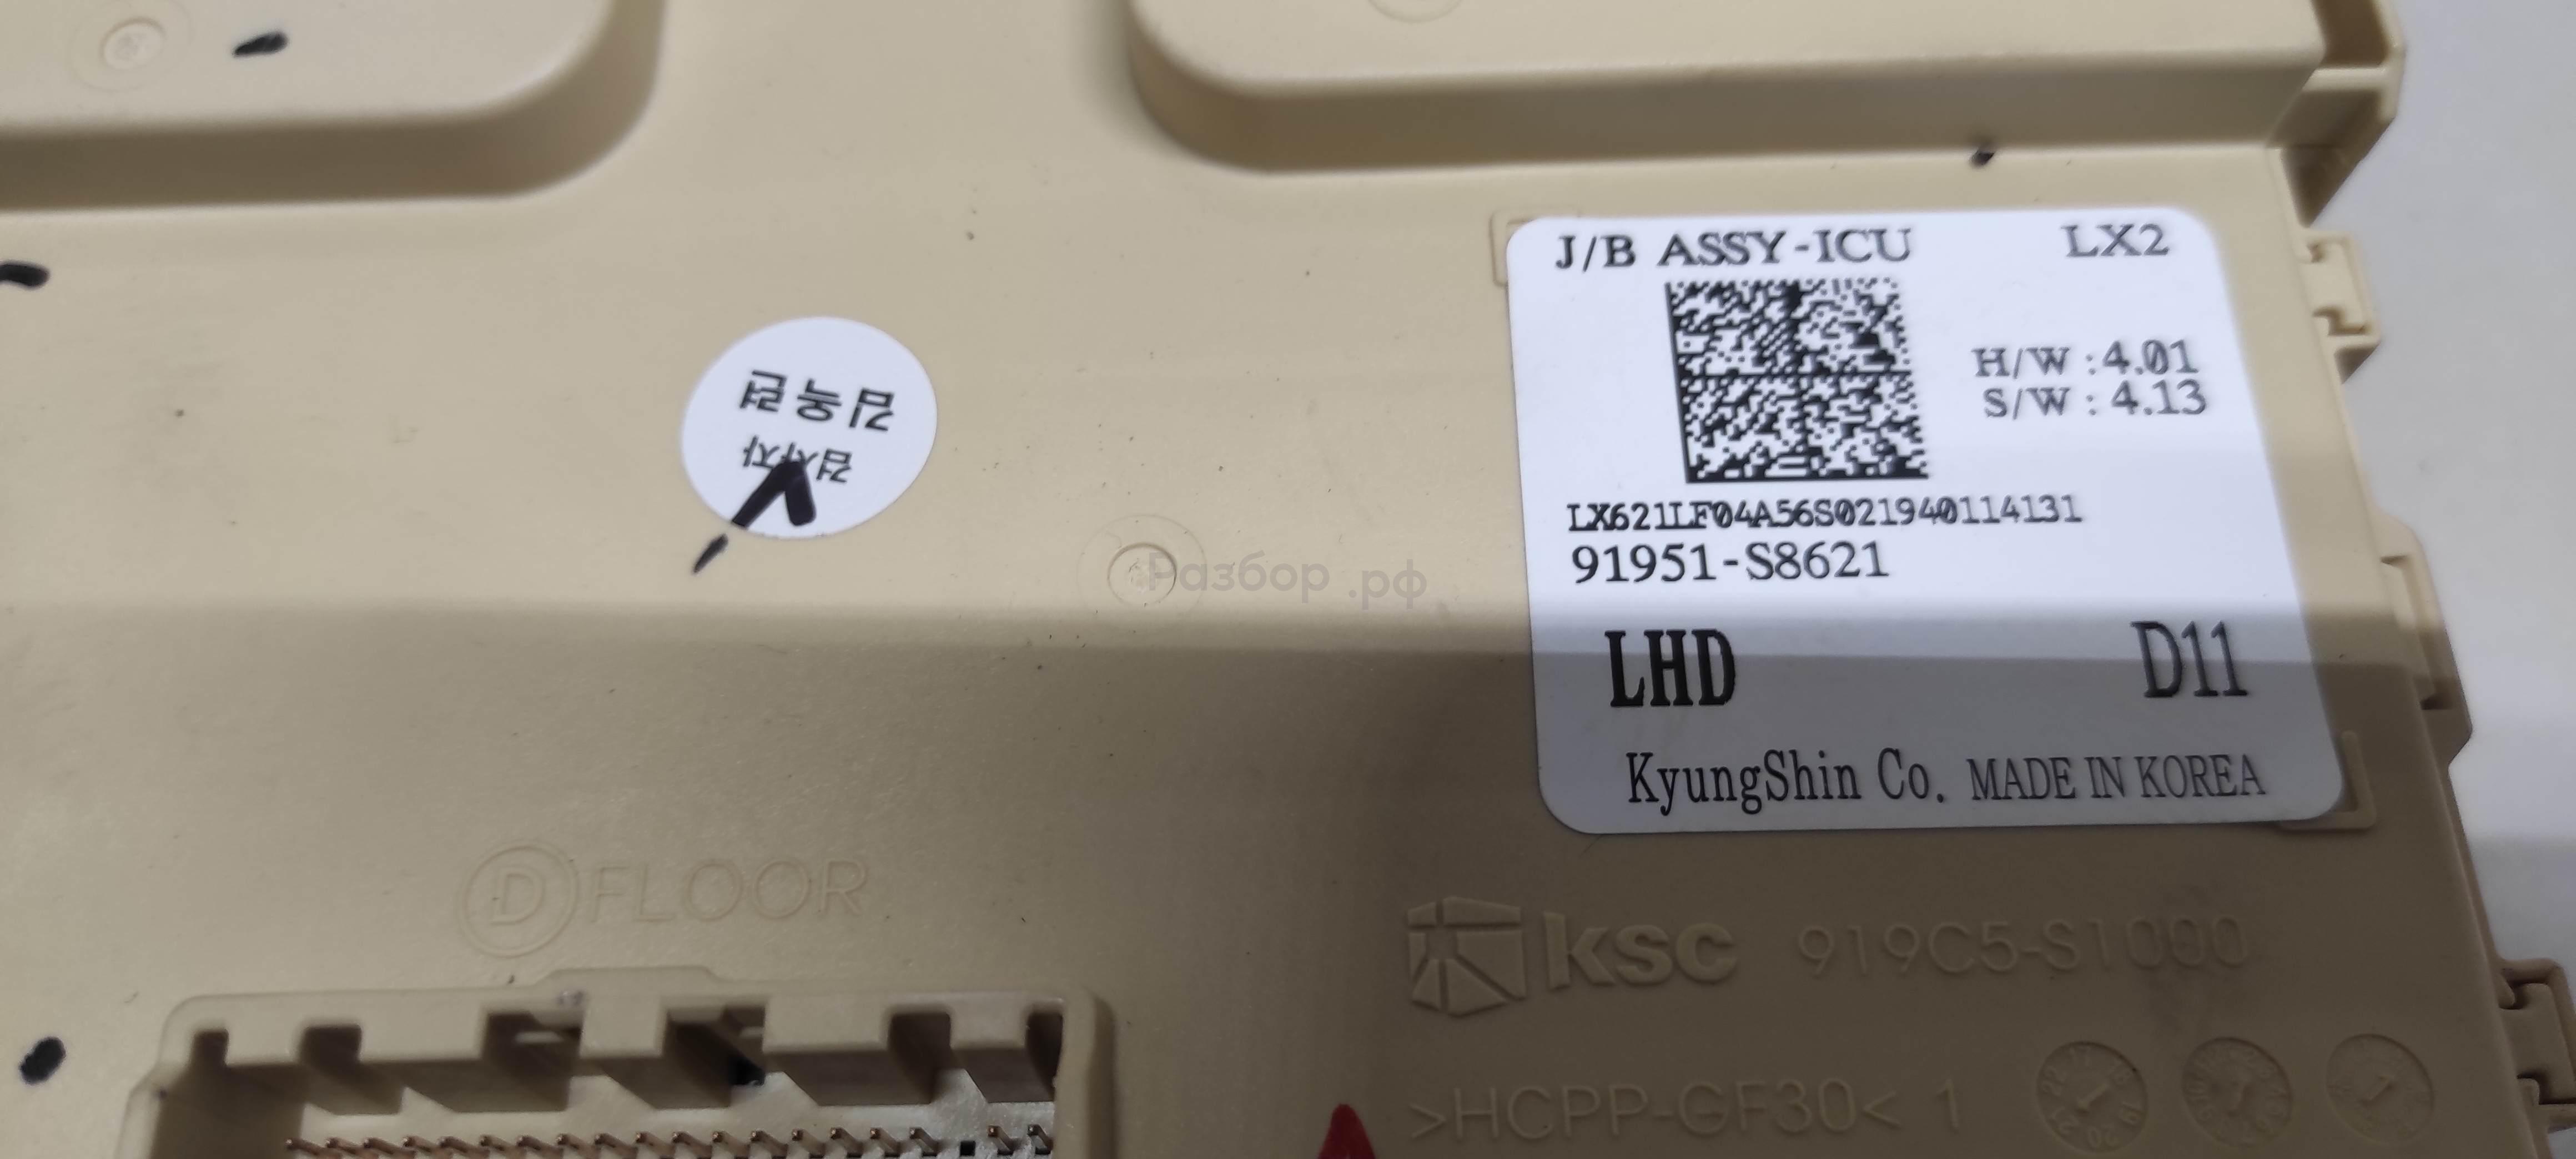 J/B ASSY-ICU LX2
H/W :4.01
S/W : 4.13
LX621LF04A56S021940114131
91951-S8621
LHD D11
KyungShin Co. MADE IN KOREA
Разбор.рф
D FLOOR
ksc 919C5-S1000
>HCPP-GF30< 1